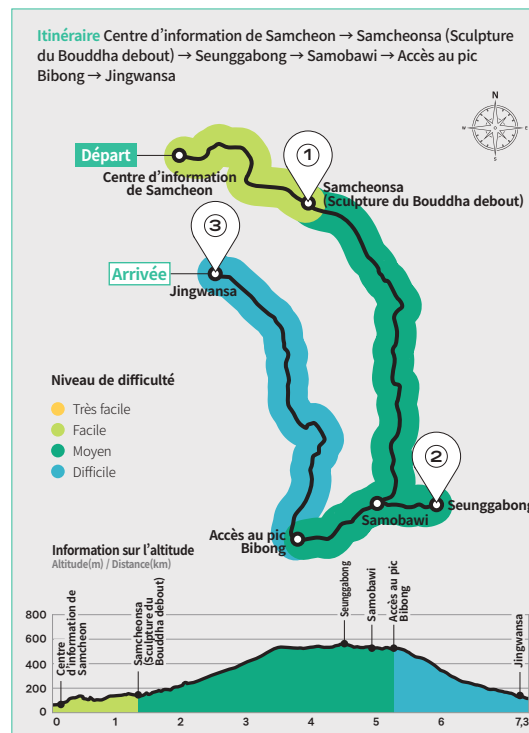 Itinéraire Centre d'information de Samcheon → Samcheonsa (Sculpture
du Bouddha debout) → Seunggabong → Samobawi → Accès au pic
Bibong → Jingwansa
N
W
E
S
Départ
Centre d'information
de Samcheon
1
Samcheonsa
(Sculpture du Bouddha debout)
3
Arrivée
Jingwansa
Niveau de difficulté
Très facile
Facile
Moyen
Difficile
2
Seunggabong
Samobawi
Accès au pic
Bibong
Information sur l'altitude
Altitude(m) / Distance(km)
800
600
400
200
0
Centre
d'information de
Samcheon
Samcheonsa
(Sculpture du
Bouddha debout)
Seunggabong
Samobawi
Accès au pic
Bibong
Jingwansa
0 1 2 3 4 5 6 7,3